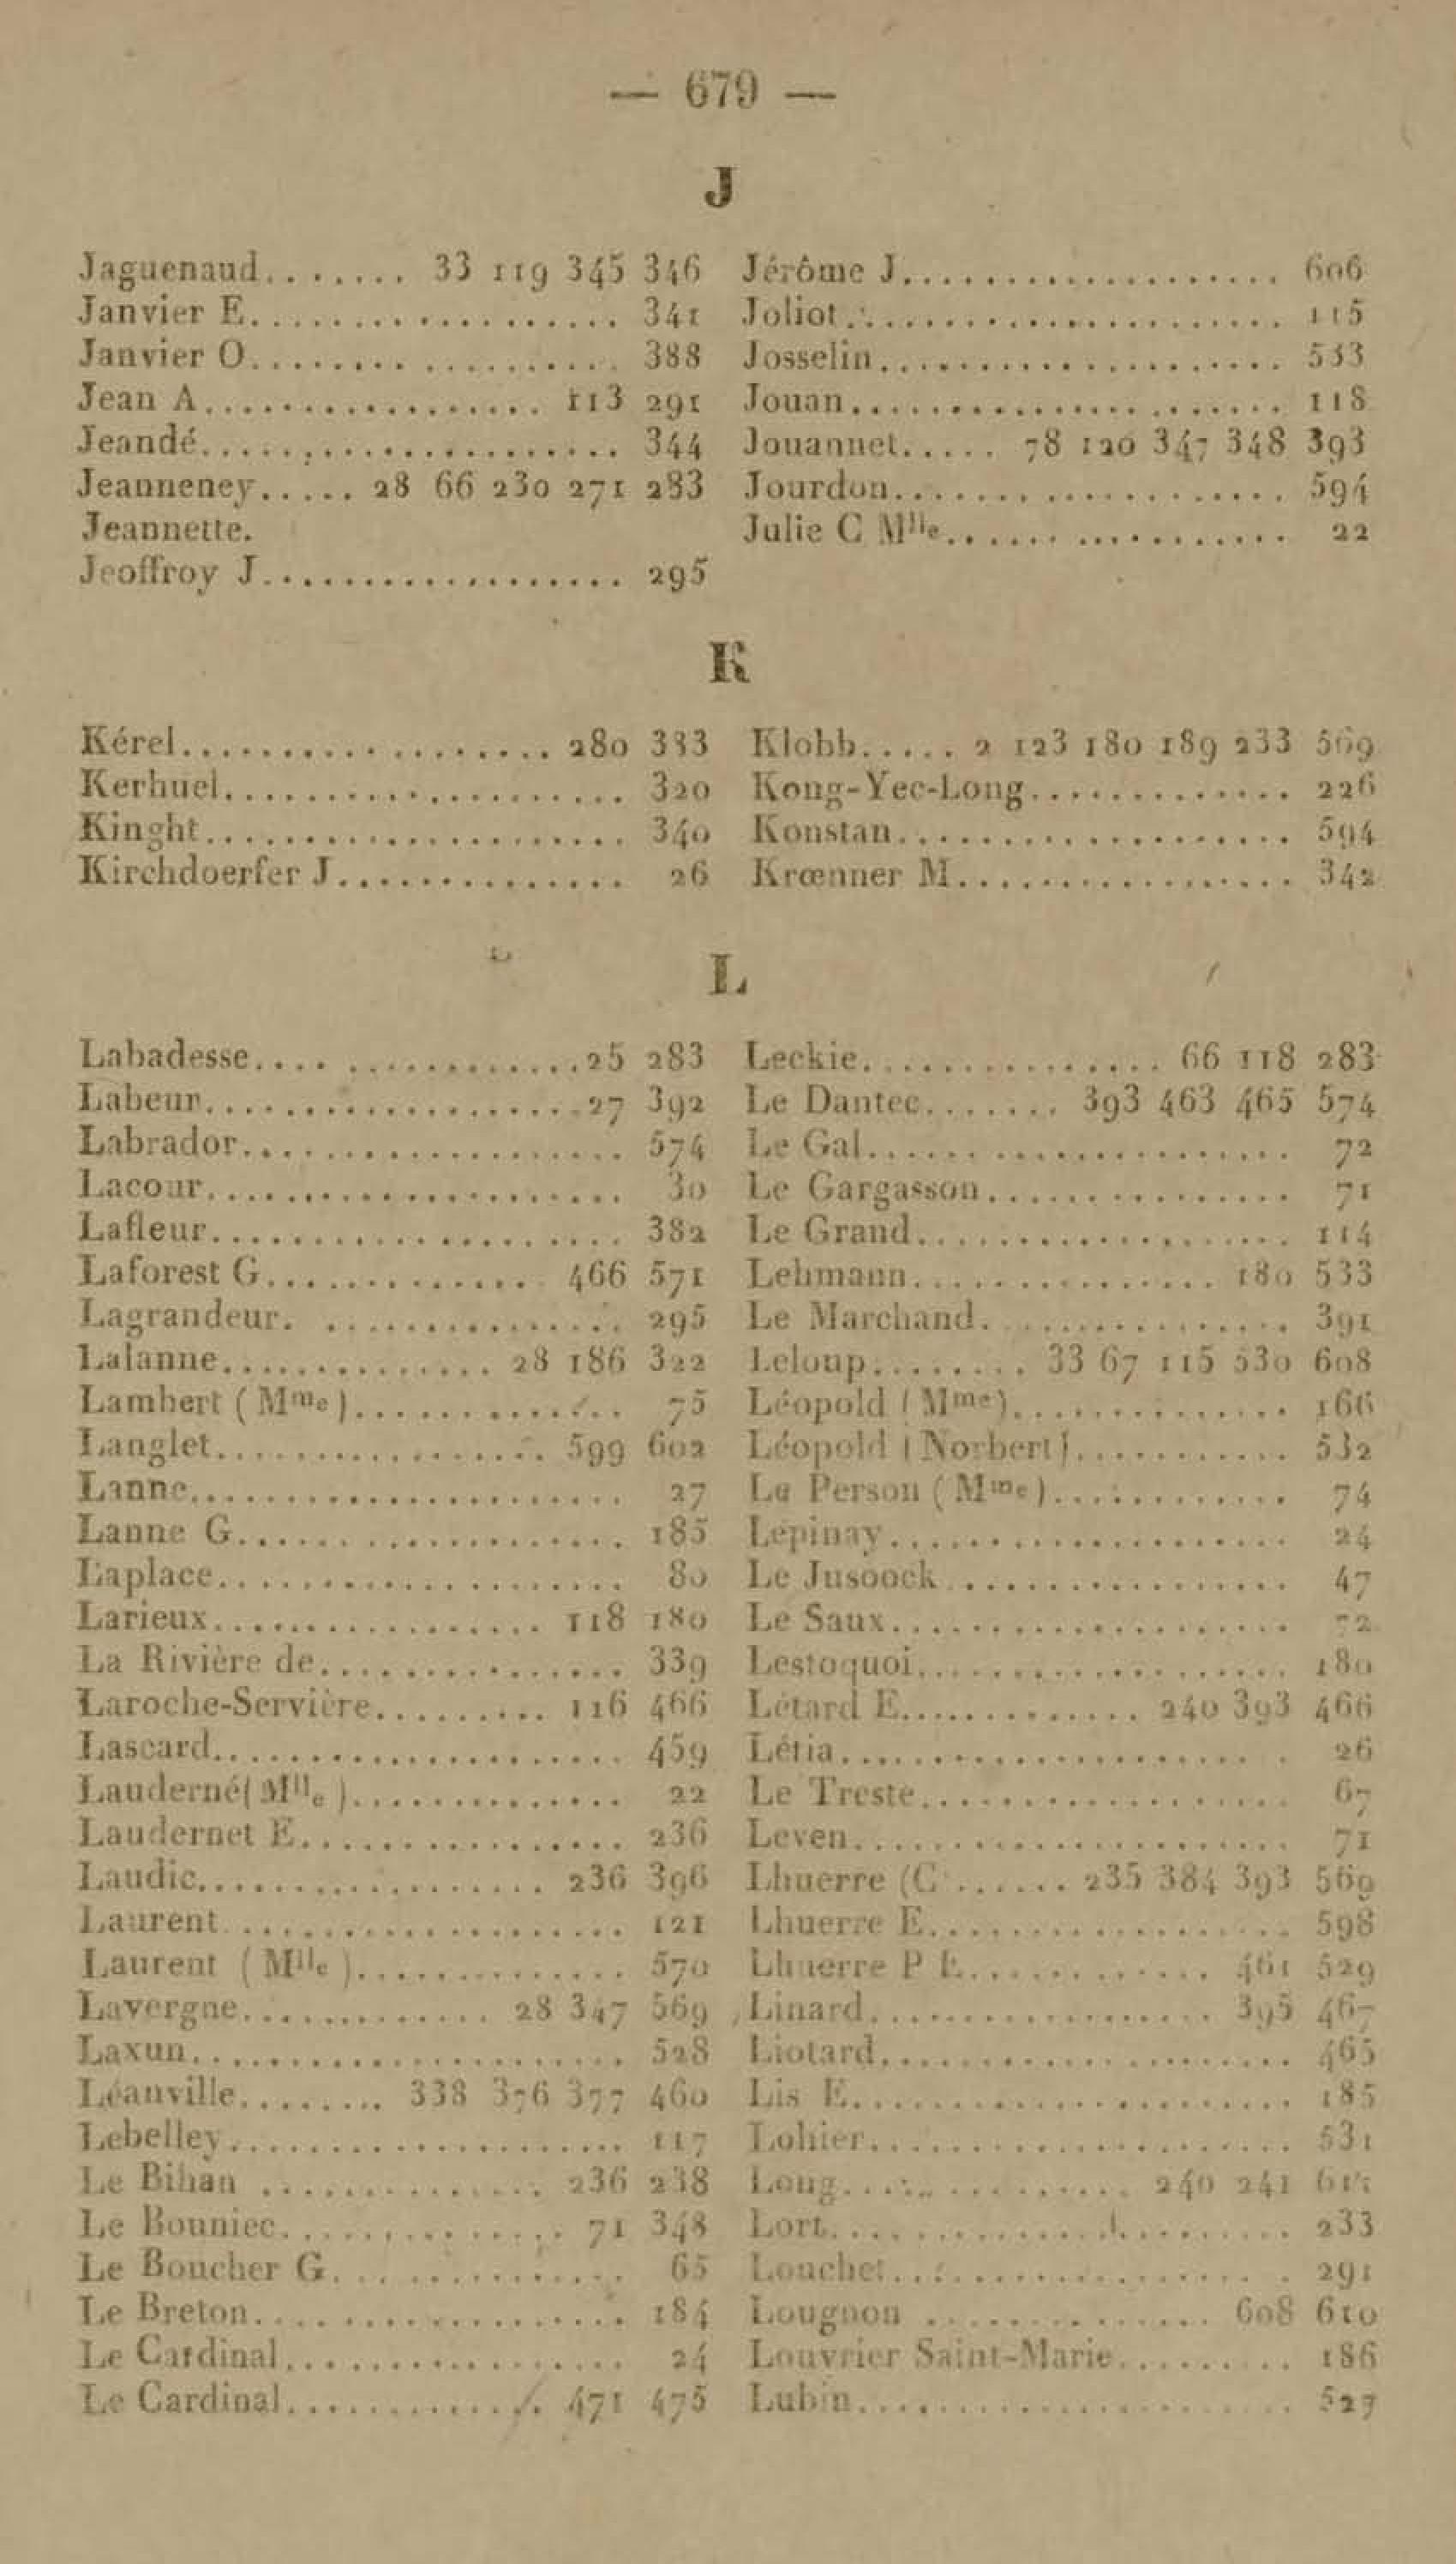 — 679 —
J
Jaguenaud........ 33 119 345 346
Janvier E................... 341
Janvier O................... 388
Jean A................. 113 291
Jeandé..................... 344
Jeanneney..... 28 66 230 271 283
Jeannette.
Jeoffroy J.................. 295
Jérôme J................... 606
Joliot...................... 115
Josselin.................... 533
Jouan...................... 118
Jouannet..... 78 120 347 348 393
Jourdon.................... 594
Julie C Mlle................. 22
K
Kérel................... 280 333
Kerhuel.................... 320
Kinght..................... 340
Kirchdoerfer J............... 26
Klobb..... 2 123 180 189 233 569
Kong-Yec-Long............. 226
Konstan.................... 594
Krœnner M................. 342
L
Labadesse.... .............25 283
Labeur...................27 392
Labrador................... 574
Lacour..................... 30
Lafleur..................... 382
Laforest G.............. 466 571
Lagrandeur. ............... 295
Lalanne.............. 28 186 322
Lambert (Mme)............. 75
Langlet................. 599 602
Lanne...................... 27
Lanne G.................... 185
Laplace..................... 80
Larieux................. 118 180
La Rivière de............... 339
Laroche-Servière......... 116 466
Lascard..................... 459
Lauderné(Mlle).............. 22
Laudernet E................ 236
Laudic.................. 236 396
Laurent.................... 121
Laurent (Mlle).............. 570
Lavergne............. 28 347 569
Laxun...................... 528
Léanville......... 338 376 377 460
Lebelley.................... 117
Le Bihan .............. 236 238
Le Bouniec.............. 71 348
Le Boucher G............... 65
Le Breton................... 184
Le Cardinal................. 24
Le Cardinal............. 471 475
Leckie............... 66 118 283
Le Dantec....... 393 463 465 574
Le Gal..................... 72
Le Gargasson............... 71
Le Grand................... 114
Lehmann................ 180 533
Le Marchand. .............. 391
Leloup........ 33 67 115 530 608
Léopold (Mme).............. 166
Léopold (Norbert)........... 532
Le Person (Mme)............ 74
Lépinay.................... 24
Le Jusoock ................. 47
Le Saux.................... 72
Lestoquoi................... 180
Létard E............. 240 393 466
Létia....................... 26
Le Treste................... 67
Leven...................... 71
Lhuerre (C ...... 235 384 393 569
Lhuerre E................... 598
Lhuerre P E............. 461 529
Linard.................. 395 467
Liotard..................... 465
Lis E....................... 185
Lohier...................... 531
Loung............... 240 241
Lort........................ 233
Louchet.................... 291
Lougnon ............... 608 610
Louvrier Saint-Marie......... 186
Lubin...................... 527